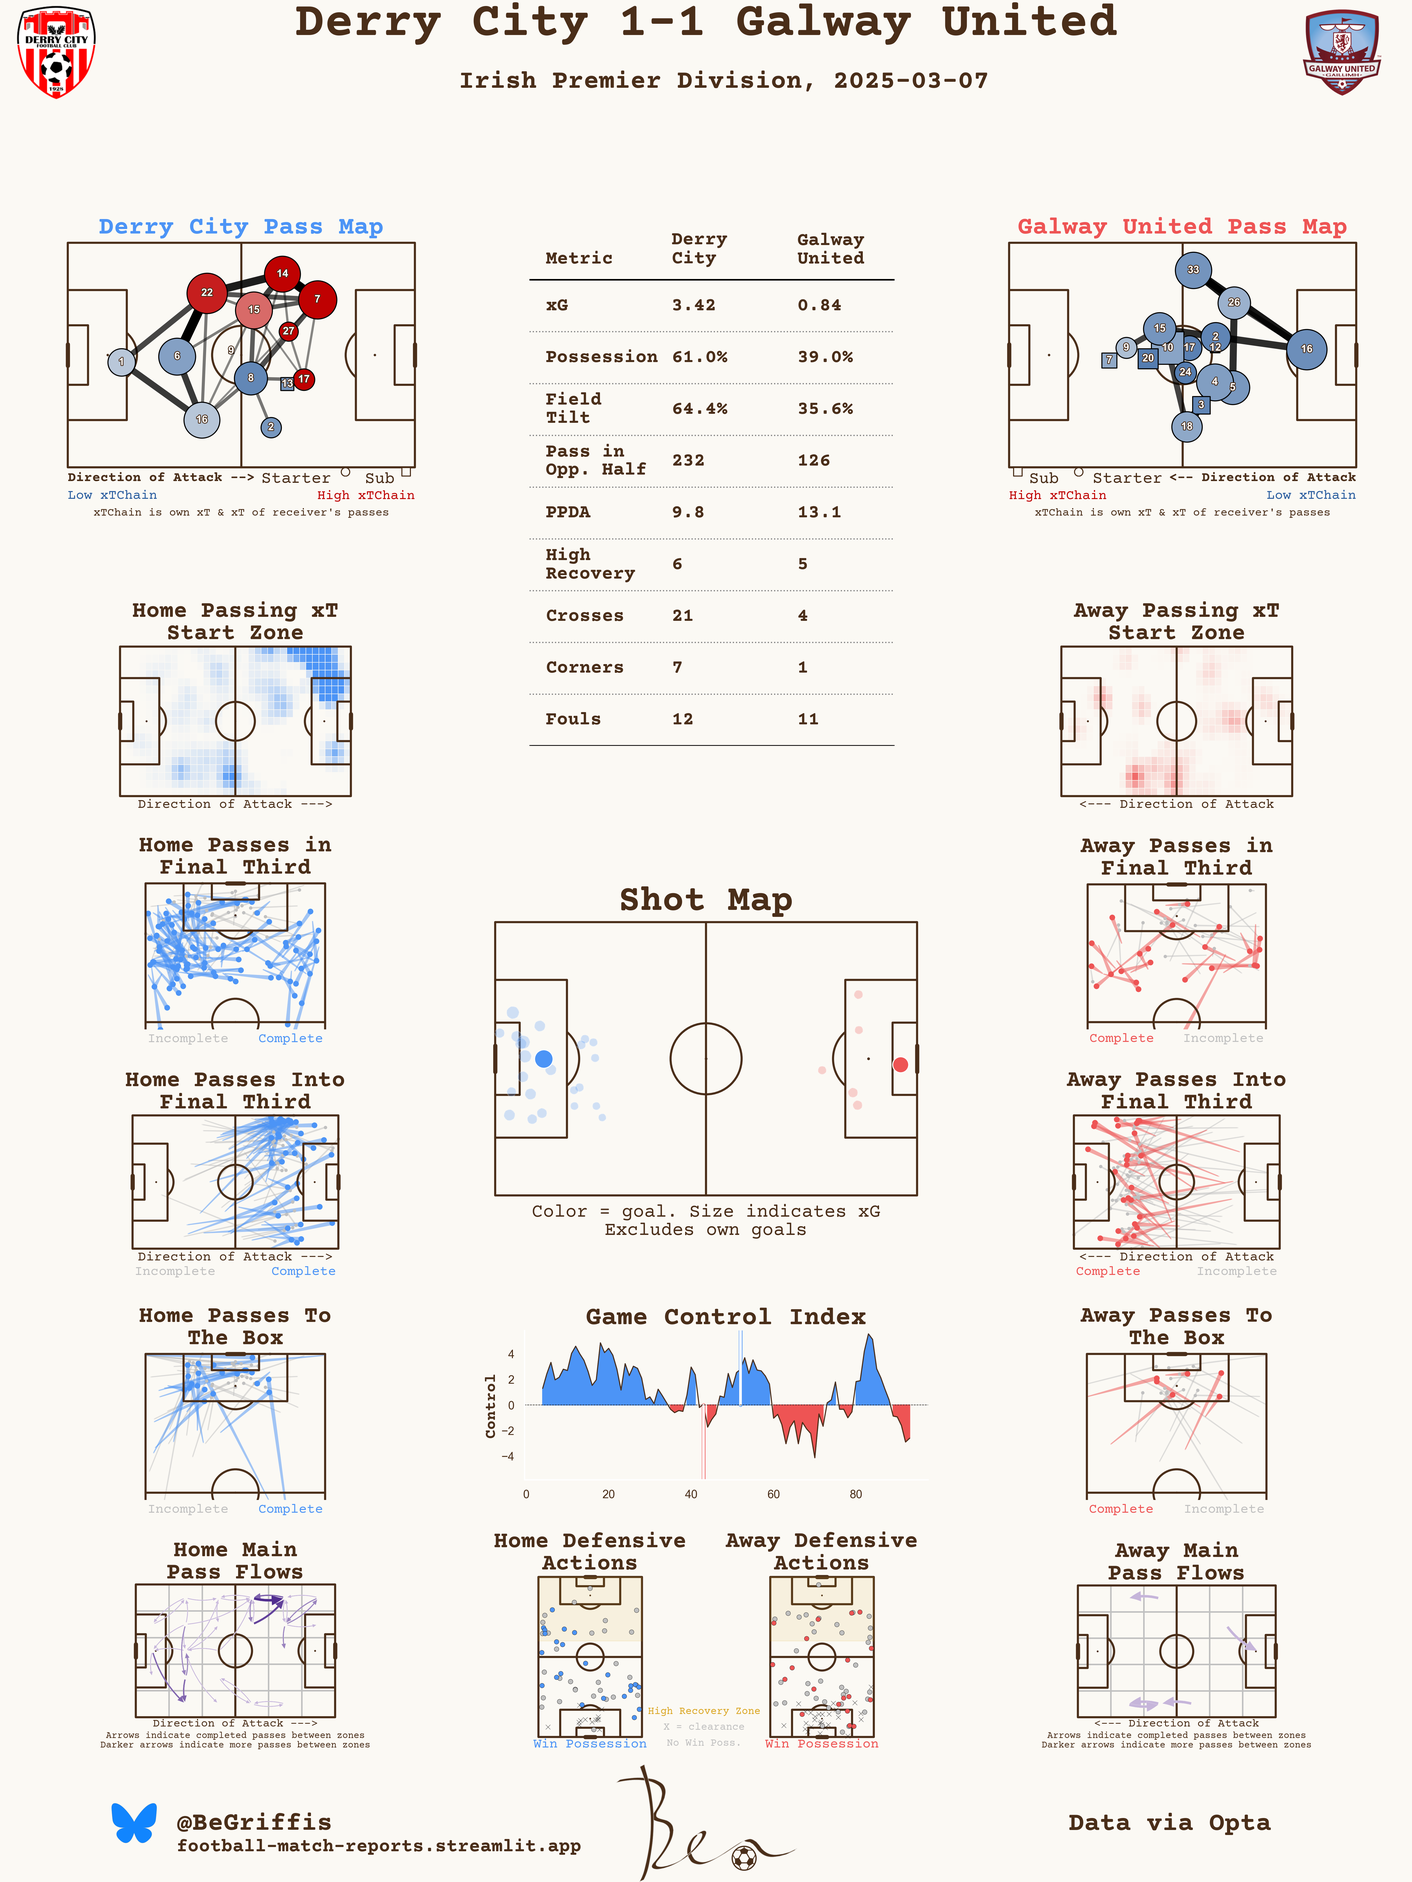 Derry City 1-1 Galway United
Irish Premier Division, 2025-03-07
DERRY CITY
FOOTBALL CLUB
1928
GALWAY UNITED
GAILLIMH
Derry City Pass Map
22
14
7
15
27
9
1
6
8
13
17
16
2
Direction of Attack --> Starter Sub
Low xTChain High xTChain
xTChain is own xT & xT of receiver's passes
Metric Derry City Galway United
xG 3.42 0.84
Possession 61.0% 39.0%
Field Tilt 64.4% 35.6%
Pass in Opp. Half 232 126
PPDA 9.8 13.1
High Recovery 6 5
Crosses 21 4
Corners 7 1
Fouls 12 11
Galway United Pass Map
33
26
15
2
9
10
17
12
16
7
20
24
4
5
3
18
Sub Starter <-- Direction of Attack
High xTChain Low xTChain
xTChain is own xT & xT of receiver's passes
Home Passing xT
Start Zone
Direction of Attack --->
Away Passing xT
Start Zone
<--- Direction of Attack
Home Passes in
Final Third
Incomplete Complete
Away Passes in
Final Third
Complete Incomplete
Shot Map
Color = goal. Size indicates xG
Excludes own goals
Home Passes Into
Final Third
Direction of Attack --->
Incomplete Complete
Away Passes Into
Final Third
<--- Direction of Attack
Complete Incomplete
Home Passes To
The Box
Incomplete Complete
Game Control Index
Control
4
2
0
−2
−4
0 20 40 60 80
Away Passes To
The Box
Complete Incomplete
Home Main
Pass Flows
Direction of Attack --->
Arrows indicate completed passes between zones
Darker arrows indicate more passes between zones
Home Defensive
Actions
Win Possession
High Recovery Zone
X = clearance
No Win Poss.
Away Defensive
Actions
Win Possession
Away Main
Pass Flows
<--- Direction of Attack
Arrows indicate completed passes between zones
Darker arrows indicate more passes between zones
@BeGriffis
football-match-reports.streamlit.app
Ben
Data via Opta